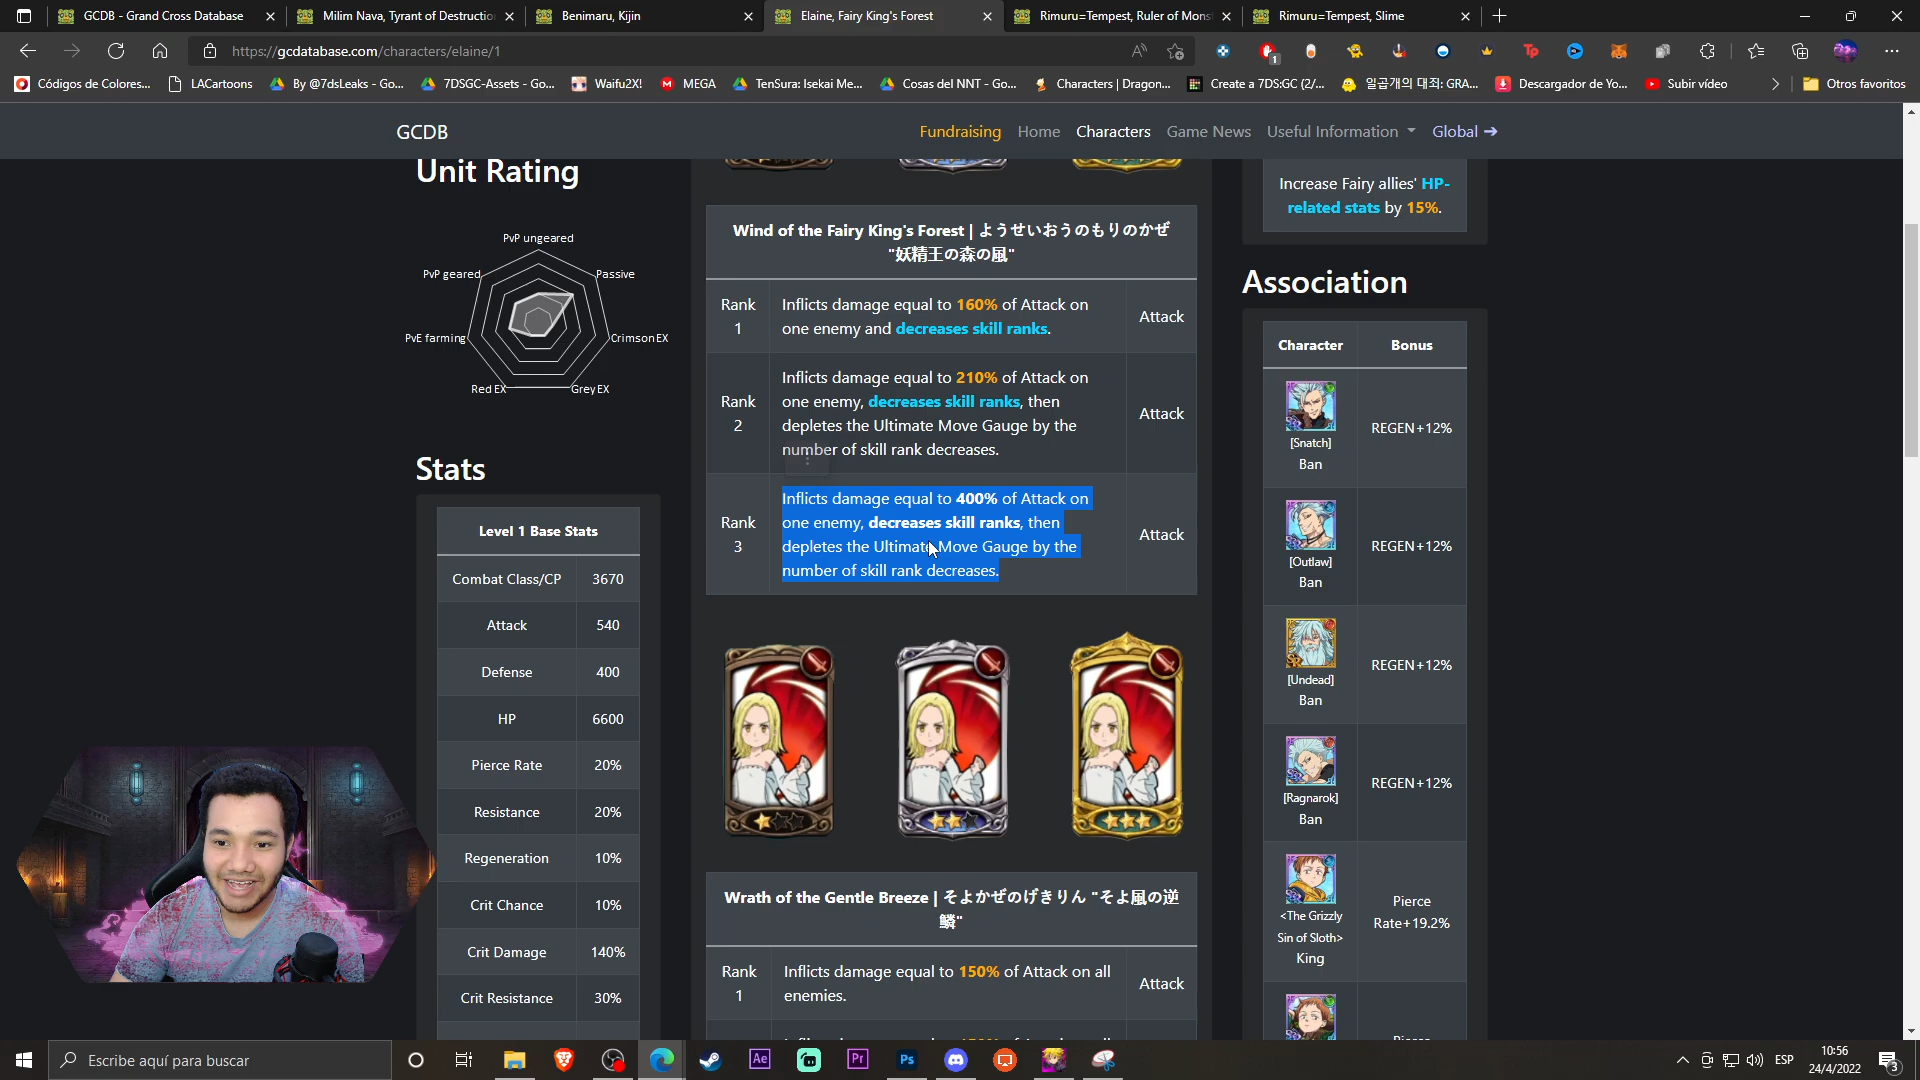 GCDB - Grand Cross Database
Milim Nava, Tyrant of Destructio
Benimaru, Kijin
Elaine, Fairy King's Forest
Rimuru=Tempest, Ruler of Mons
Rimuru=Tempest, Slime
https://gcdatabase.com/characters/elaine/1
Códigos de Colores...
LACartoons
By @7dsLeaks - Go...
7DSGC-Assets - Go...
Waifu2X!
MEGA
TenSura: Isekai Me...
Cosas del NNT - Go...
Characters | Dragon...
Create a 7DS:GC (2/...
일곱개의 대죄: GRA...
Descargador de Yo...
Subir vídeo
Otros favoritos
GCDB
Fundraising
Home
Characters
Game News
Useful Information
Global
Unit Rating
PvP ungeared
PvP geared
Passive
PvE farming
CrimsonEX
Red EX
Grey EX
Stats
Level 1 Base Stats
Combat Class/CP 3670
Attack 540
Defense 400
HP 6600
Pierce Rate 20%
Resistance 20%
Regeneration 10%
Crit Chance 10%
Crit Damage 140%
Crit Resistance 30%
Wind of the Fairy King's Forest | ようせいおうのもりのかぜ
"妖精王の森の風"
Rank 1
Inflicts damage equal to 160% of Attack on
one enemy and decreases skill ranks.
Attack
Rank 2
Inflicts damage equal to 210% of Attack on
one enemy, decreases skill ranks, then
depletes the Ultimate Move Gauge by the
number of skill rank decreases.
Attack
Rank 3
Inflicts damage equal to 400% of Attack on
one enemy, decreases skill ranks, then
depletes the Ultimate Move Gauge by the
number of skill rank decreases.
Attack
Wrath of the Gentle Breeze | そよかぜのげきりん "そよ風の逆
鱗"
Rank 1
Inflicts damage equal to 150% of Attack on all
enemies.
Attack
Increase Fairy allies' HP-
related stats by 15%.
Association
Character Bonus
[Snatch]
Ban
REGEN+12%
[Outlaw]
Ban
REGEN+12%
SR
[Undead]
Ban
REGEN+12%
[Ragnarok]
Ban
REGEN+12%
<The Grizzly
Sin of Sloth>
King
Pierce
Rate+19.2%
Escribe aquí para buscar
Ae
Pr
Ps
ESP
10:56
24/4/2022
3